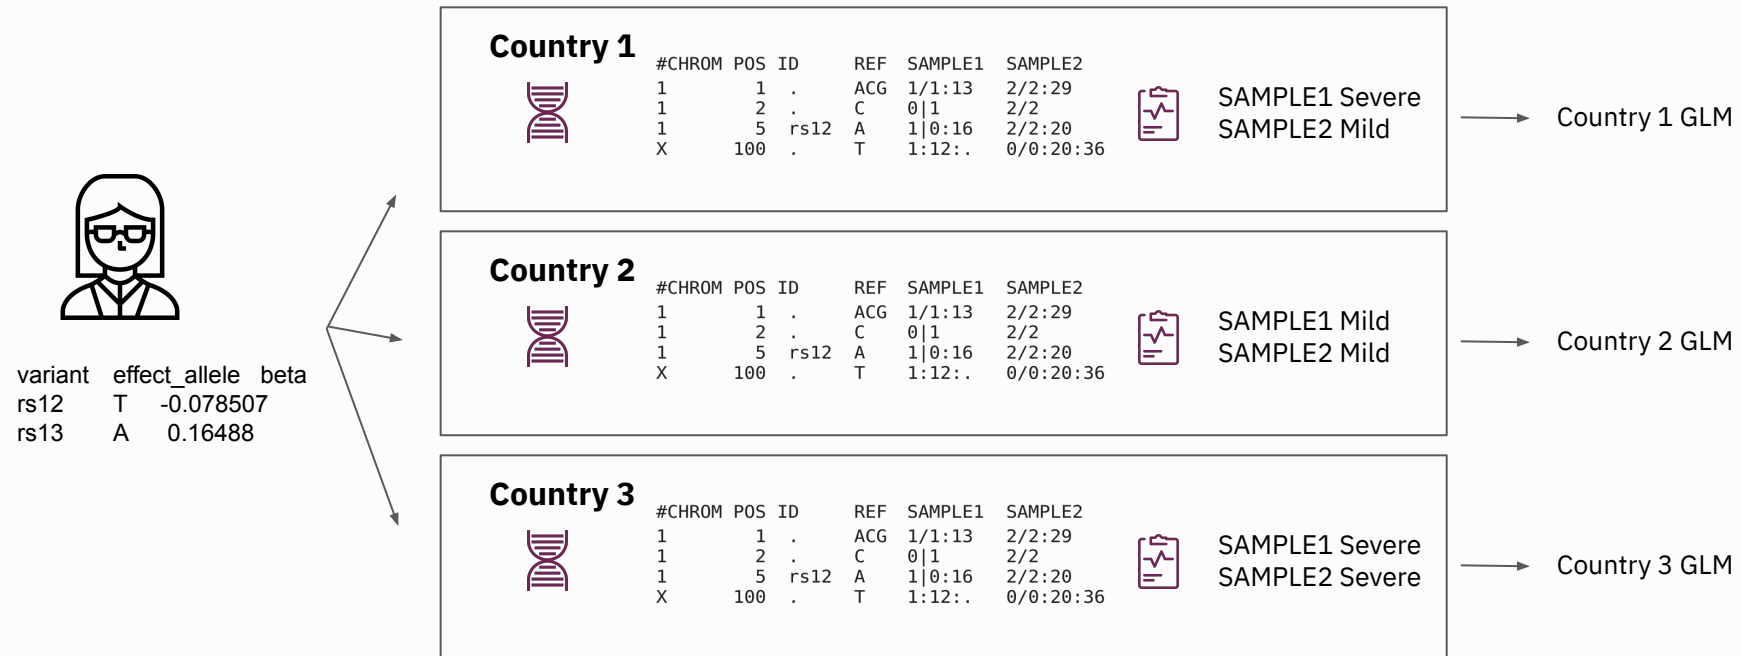 Country 1
#CHROM POS ID REF SAMPLE1 SAMPLE2
1 1 . ACG 1/1:13 2/2:29
1 2 . C 0|1 2/2
1 5 rs12 A 1|0:16 2/2:20
X 100 . T 1:12:. 0/0:20:36
SAMPLE1 Severe
SAMPLE2 Mild
Country 1 GLM
Country 2
#CHROM POS ID REF SAMPLE1 SAMPLE2
1 1 . ACG 1/1:13 2/2:29
1 2 . C 0|1 2/2
1 5 rs12 A 1|0:16 2/2:20
X 100 . T 1:12:. 0/0:20:36
SAMPLE1 Mild
SAMPLE2 Mild
Country 2 GLM
variant effect_allele beta
rs12 T -0.078507
rs13 A 0.16488
Country 3
#CHROM POS ID REF SAMPLE1 SAMPLE2
1 1 . ACG 1/1:13 2/2:29
1 2 . C 0|1 2/2
1 5 rs12 A 1|0:16 2/2:20
X 100 . T 1:12:. 0/0:20:36
SAMPLE1 Severe
SAMPLE2 Severe
Country 3 GLM